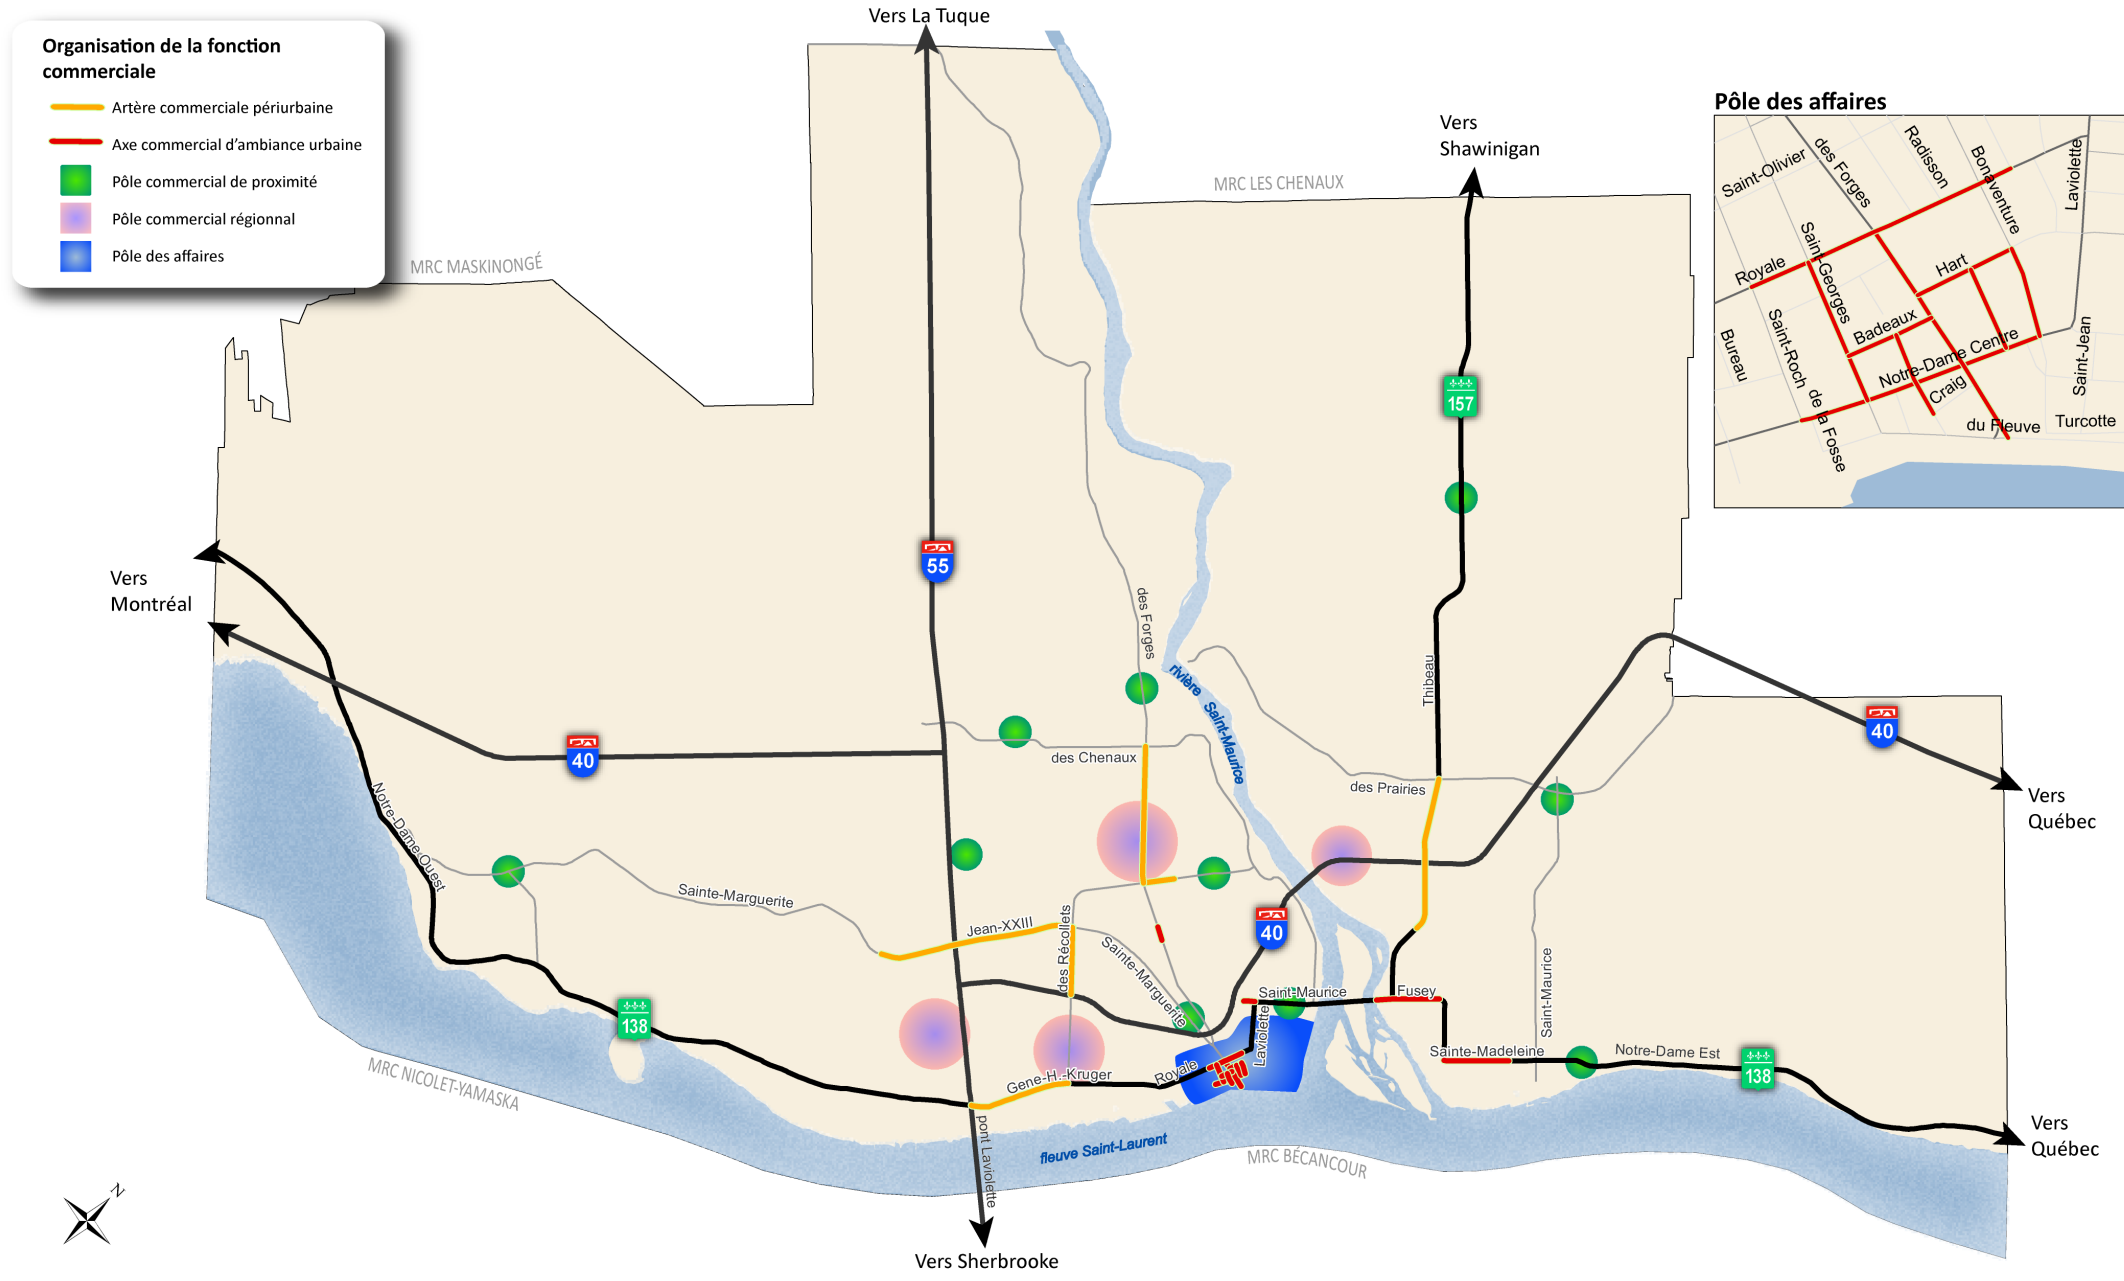 Vers La Tuque
Organisation de la fonction
commerciale
Artère commerciale périurbaine
Axe commercial d'ambiance urbaine
Pôle commercial de proximité
Pôle commercial régionnal
Pôle des affaires
Pôle des affaires
Saint-Olivier
des Forges
Radisson
Bonaventure
Laviolette
Royale
Saint-Georges
Hart
Badeaux
Bureau
Saint-Roch
Notre-Dame Centre
Craig
Saint-Jean
de la Fosse
du Fleuve
Turcotte
Vers
Shawinigan
MRC LES CHENAUX
MRC MASKINONGÉ
157
55
Vers
Montréal
des Forges
rivière Saint-Maurice
Thibeau
40
40
des Chenaux
des Prairies
Vers
Québec
Notre-Dame Ouest
Sainte-Marguerite
Jean-XXIII
des Récollets
Sainte-Marguerite
40
Saint-Maurice
Fusey
Saint-Maurice
138
Laviolette
Sainte-Madeleine
Notre-Dame Est
138
Royale
Gene-H.-Kruger
MRC NICOLET-YAMASKA
pont Laviolette
fleuve Saint-Laurent
MRC BÉCANCOUR
Vers
Québec
N
Vers Sherbrooke